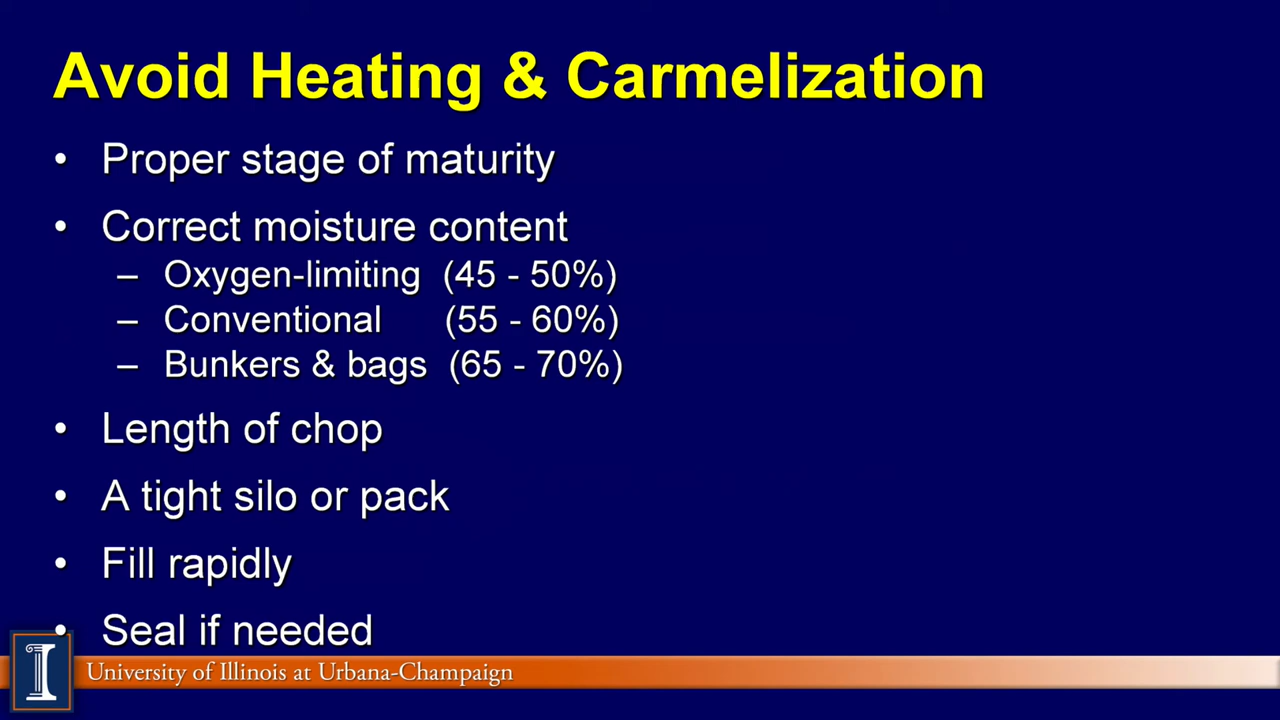 Avoid Heating & Carmelization
• Proper stage of maturity
• Correct moisture content
– Oxygen-limiting (45 - 50%)
– Conventional (55 - 60%)
– Bunkers & bags (65 - 70%)
• Length of chop
• A tight silo or pack
• Fill rapidly
• Seal if needed
I University of Illinois at Urbana-Champaign